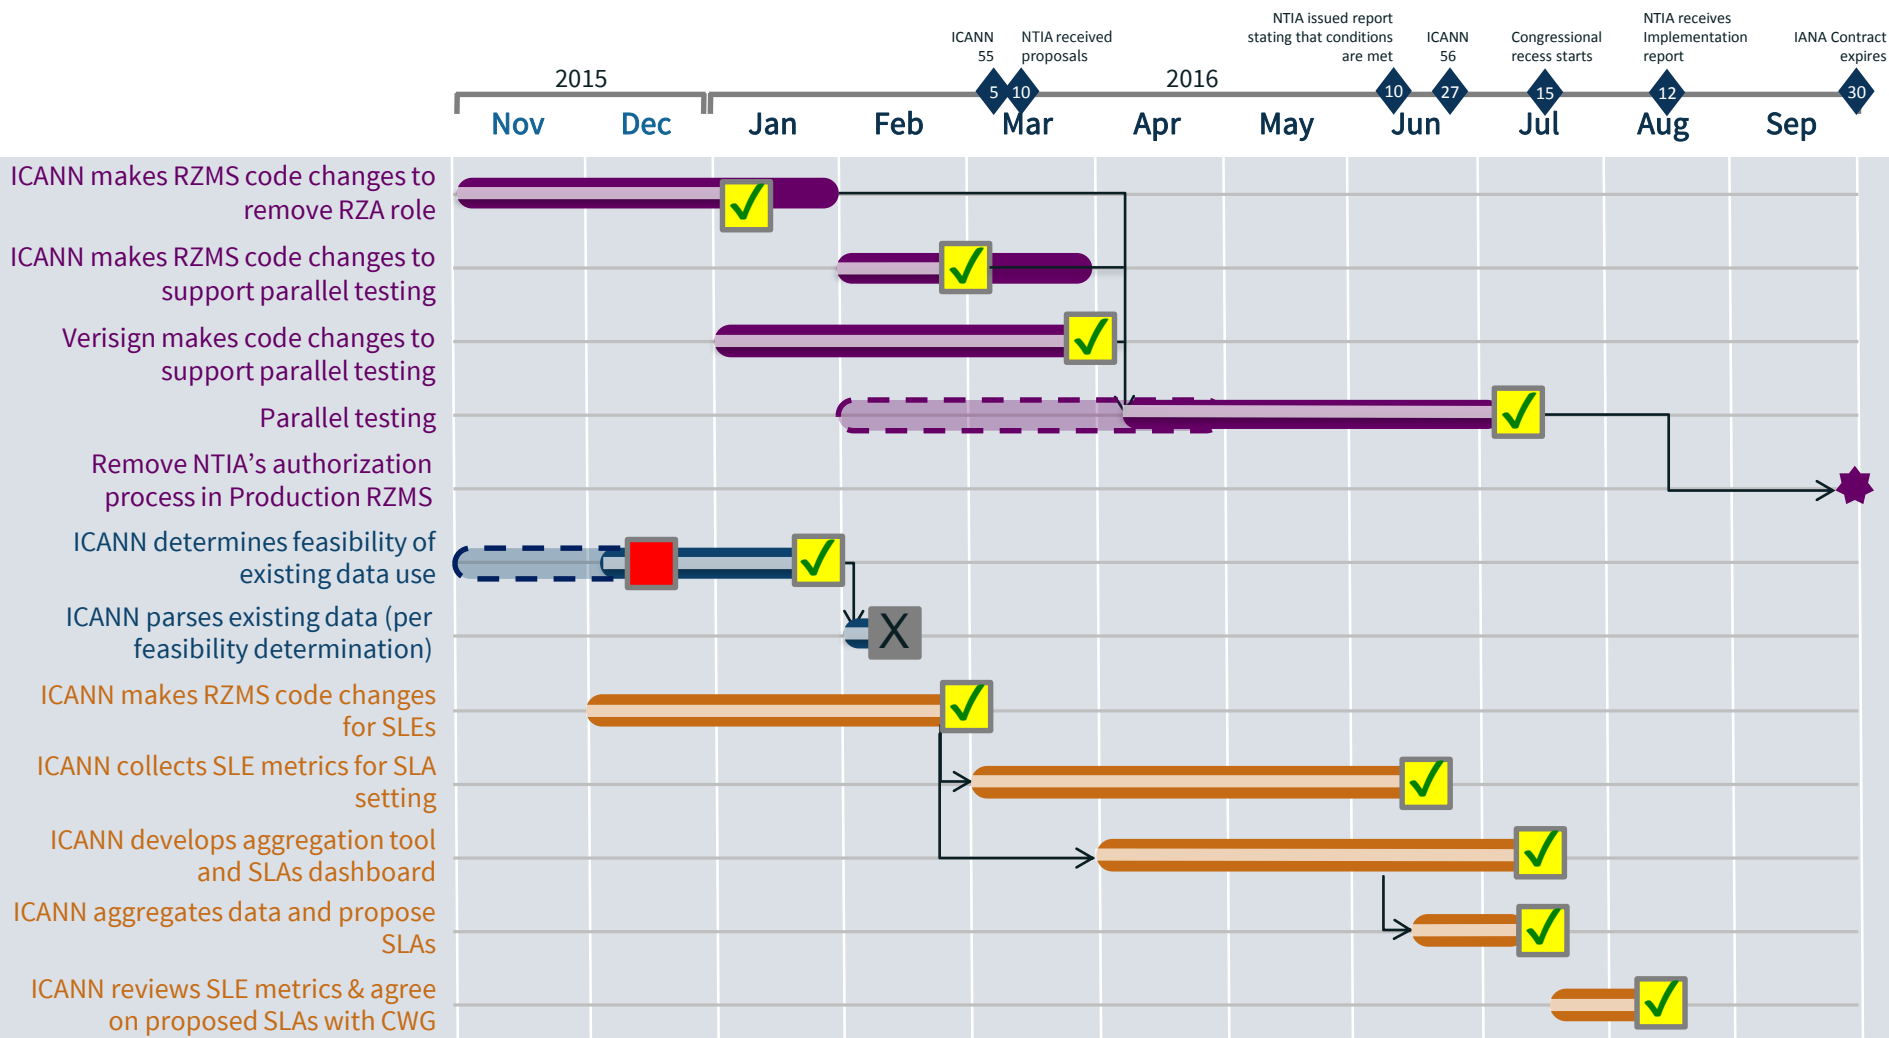 NTIA issued report
stating that conditions
are met
NTIA receives
Implementation
report
ICANN
55
NTIA received
proposals
ICANN
56
Congressional
recess starts
IANA Contract
expires
2015
2016
5
10
10
27
15
12
30
Nov
Dec
Jan
Feb
Mar
Apr
May
Jun
Jul
Aug
Sep
ICANN makes RZMS code changes to
remove RZA role
ICANN makes RZMS code changes to
support parallel testing
Verisign makes code changes to
support parallel testing
Parallel testing
Remove NTIA’s authorization
process in Production RZMS
ICANN determines feasibility of
existing data use
ICANN parses existing data (per
feasibility determination)
X
ICANN makes RZMS code changes
for SLEs
ICANN collects SLE metrics for SLA
setting
ICANN develops aggregation tool
and SLAs dashboard
ICANN aggregates data and propose
SLAs
ICANN reviews SLE metrics & agree
on proposed SLAs with CWG